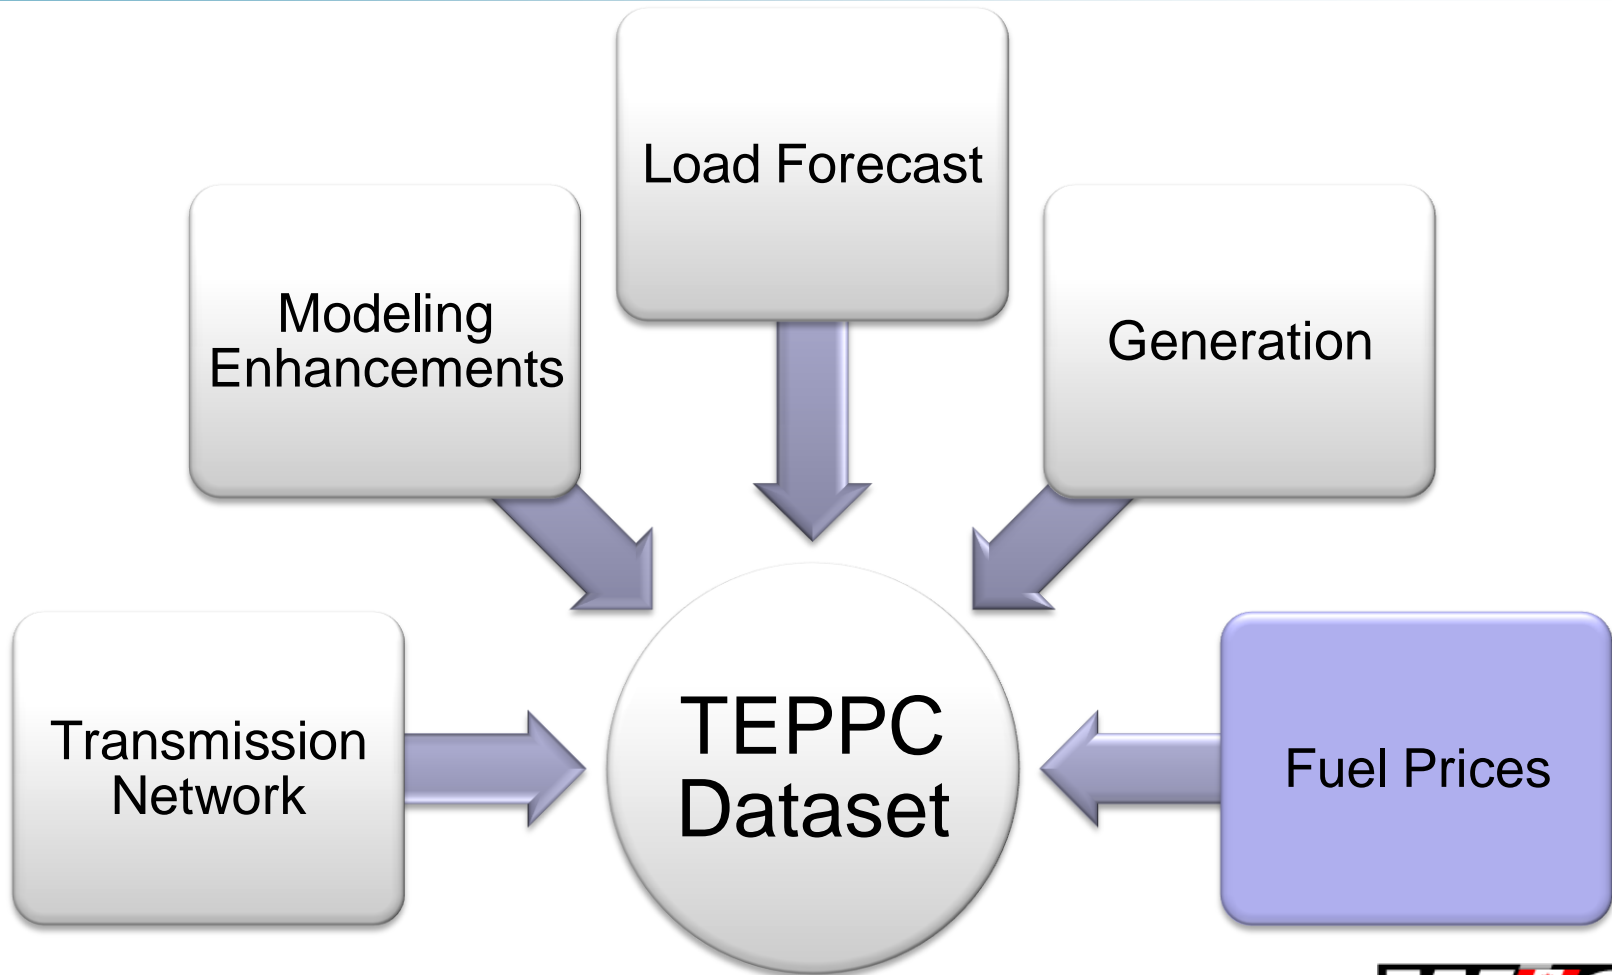 Load Forecast
Modeling
Enhancements
Generation
Transmission
Network
TEPPC
Dataset
Fuel Prices